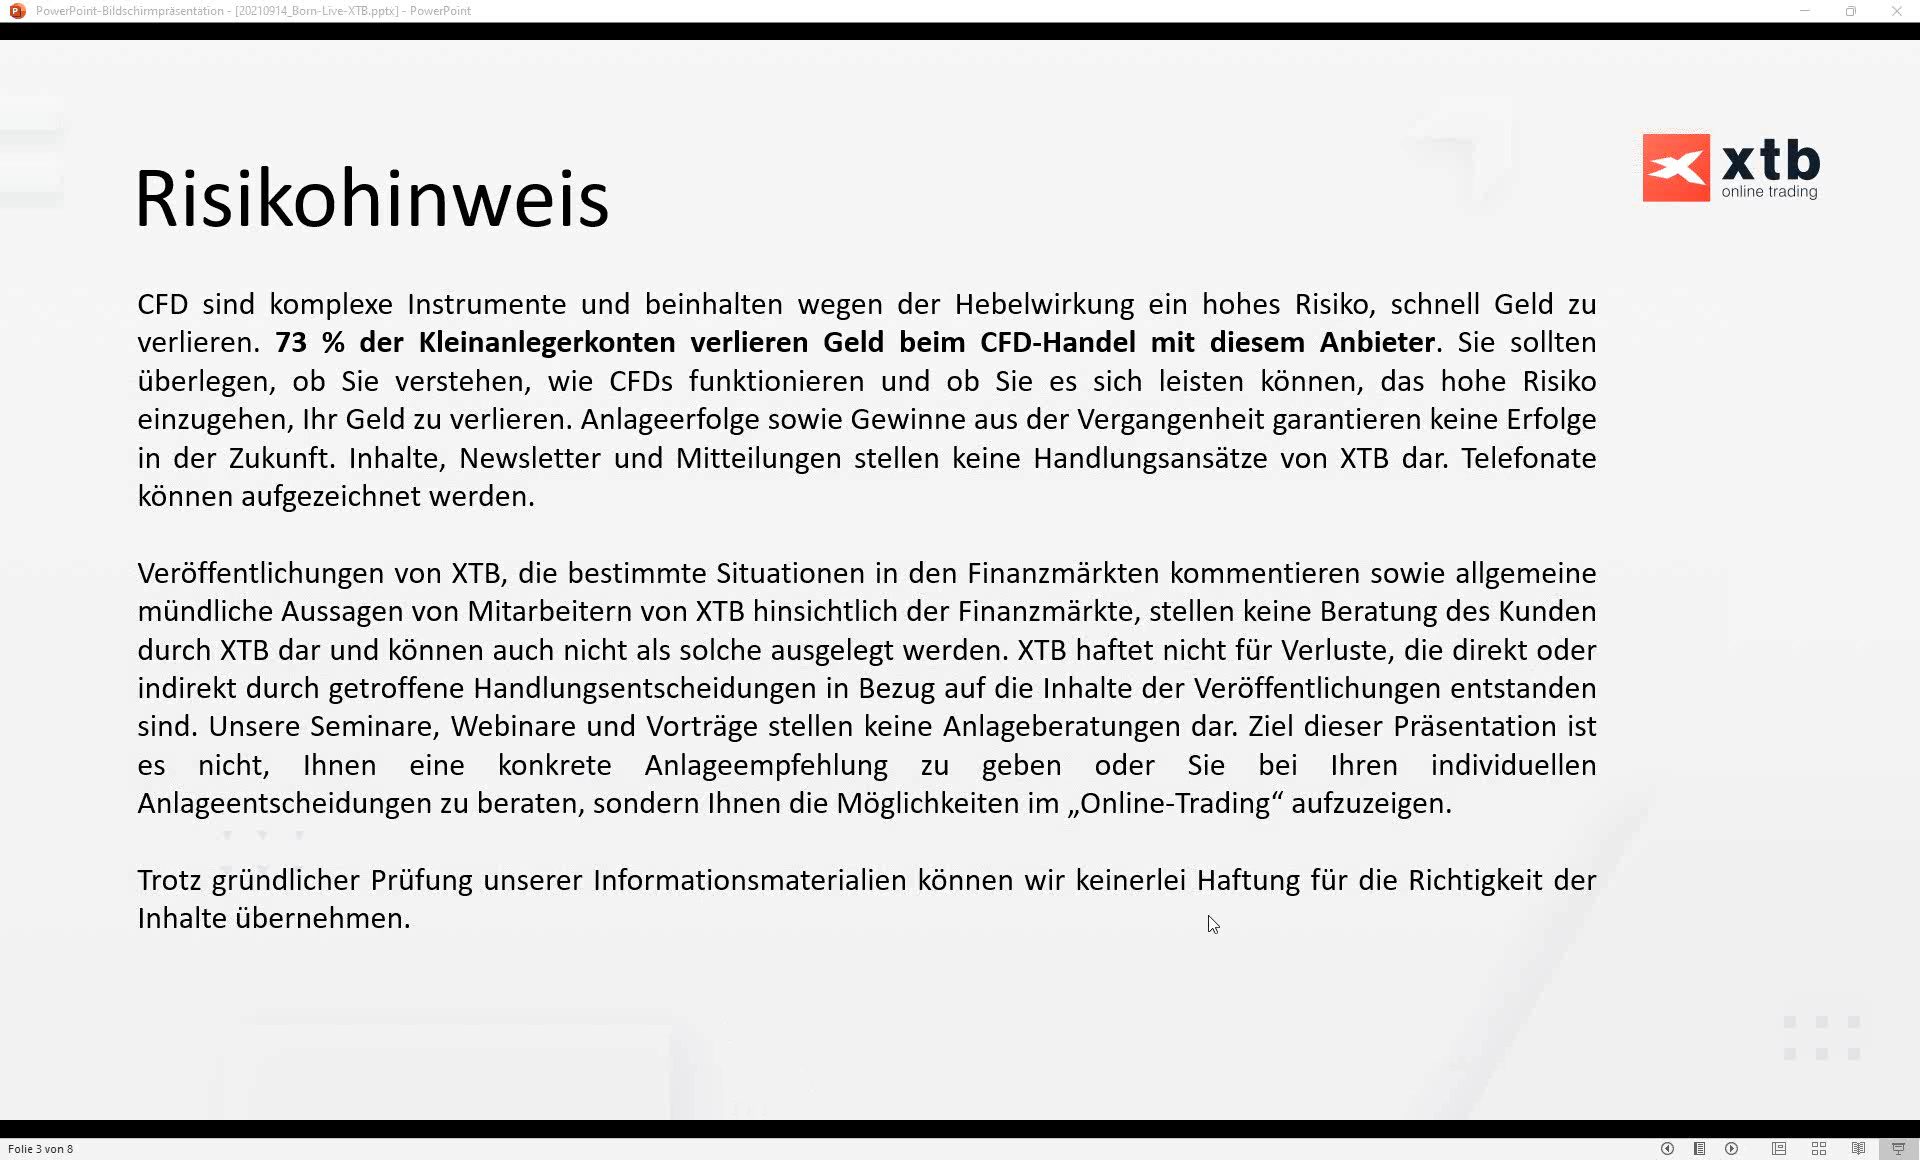 PowerPoint-Bildschirmpräsentation - [20210914_Born-Live-XTB.pptx] - PowerPoint
xtb
online trading
Risikohinweis
CFD sind komplexe Instrumente und beinhalten wegen der Hebelwirkung ein hohes Risiko, schnell Geld zu
verlieren. 73 % der Kleinanlegerkonten verlieren Geld beim CFD-Handel mit diesem Anbieter. Sie sollten
überlegen, ob Sie verstehen, wie CFDs funktionieren und ob Sie es sich leisten können, das hohe Risiko
einzugehen, Ihr Geld zu verlieren. Anlageerfolge sowie Gewinne aus der Vergangenheit garantieren keine Erfolge
in der Zukunft. Inhalte, Newsletter und Mitteilungen stellen keine Handlungsansätze von XTB dar. Telefonate
können aufgezeichnet werden.
Veröffentlichungen von XTB, die bestimmte Situationen in den Finanzmärkten kommentieren sowie allgemeine
mündliche Aussagen von Mitarbeitern von XTB hinsichtlich der Finanzmärkte, stellen keine Beratung des Kunden
durch XTB dar und können auch nicht als solche ausgelegt werden. XTB haftet nicht für Verluste, die direkt oder
indirekt durch getroffene Handlungsentscheidungen in Bezug auf die Inhalte der Veröffentlichungen entstanden
sind. Unsere Seminare, Webinare und Vorträge stellen keine Anlageberatungen dar. Ziel dieser Präsentation ist
es nicht, Ihnen eine konkrete Anlageempfehlung zu geben oder Sie bei Ihren individuellen
Anlageentscheidungen zu beraten, sondern Ihnen die Möglichkeiten im „Online-Trading“ aufzuzeigen.
Trotz gründlicher Prüfung unserer Informationsmaterialien können wir keinerlei Haftung für die Richtigkeit der
Inhalte übernehmen.
Folie 3 von 8